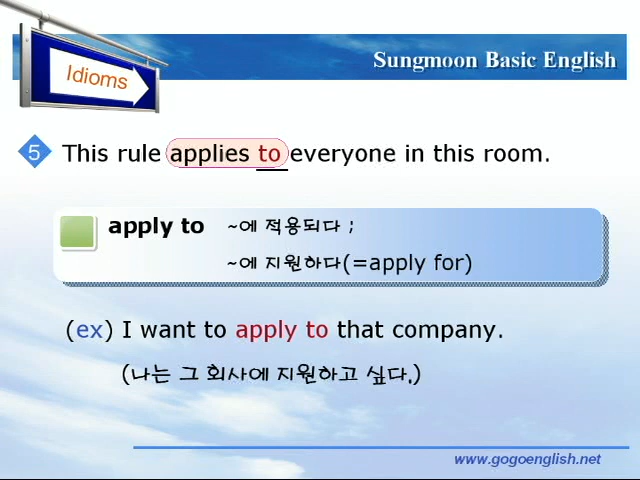 Idioms
Sungmoon Basic English
5 This rule applies to everyone in this room.
apply to ~에 적용되다 ;
~에 지원하다(=apply for)
(ex) I want to apply to that company.
(나는 그 회사에 지원하고 싶다.)
www.gogoenglish.net